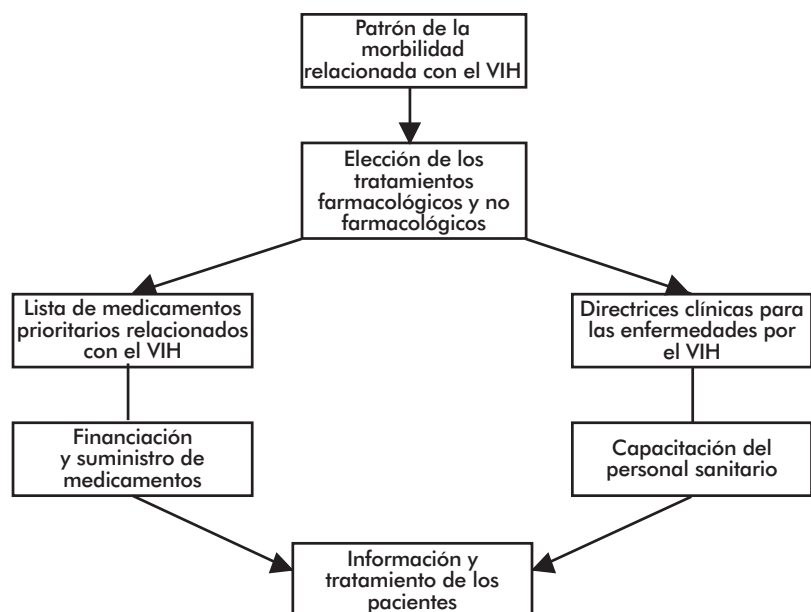 Patrón de la
morbilidad
relacionada con el VIH
Elección de los
tratamientos
farmacológicos y no
farmacológicos
Lista de medicamentos
prioritarios relacionados
con el VIH
Directrices clínicas para
las enfermedades por
el VIH
Financiación
y suministro de
medicamentos
Capacitación del
personal sanitario
Información y
tratamiento de los
pacientes